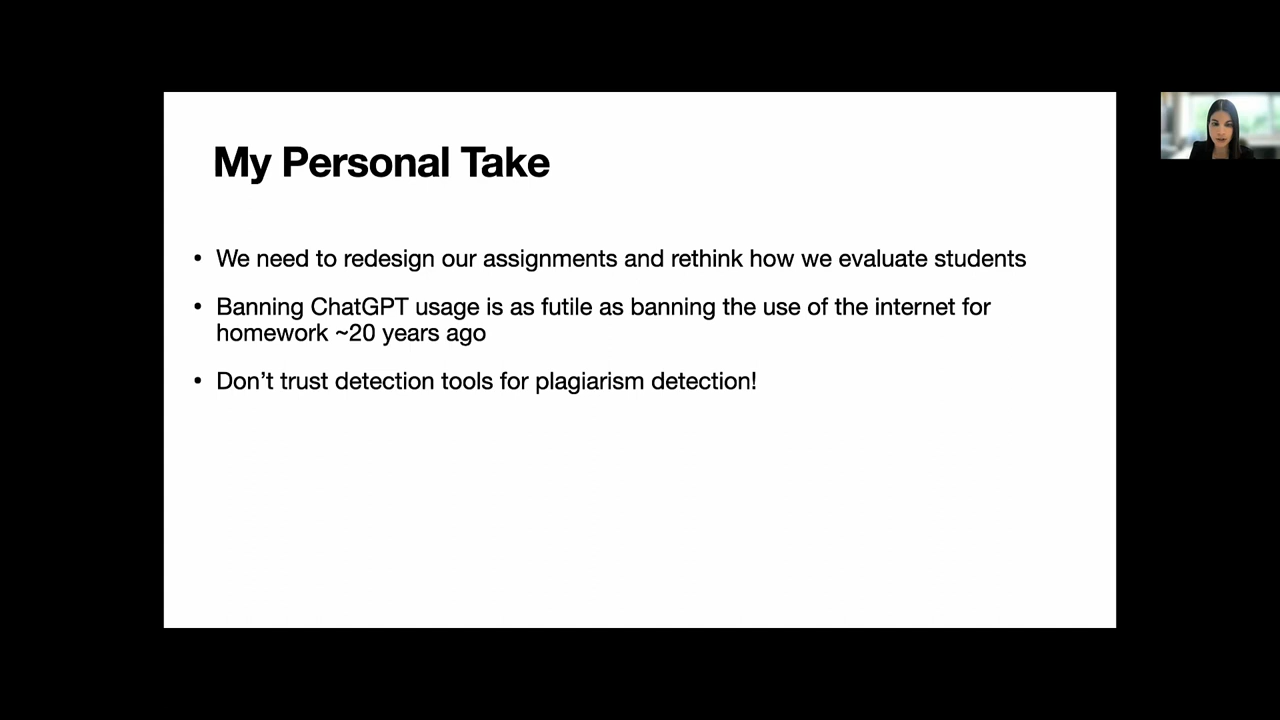 My Personal Take
• We need to redesign our assignments and rethink how we evaluate students
• Banning ChatGPT usage is as futile as banning the use of the internet for
homework ~20 years ago
• Don’t trust detection tools for plagiarism detection!